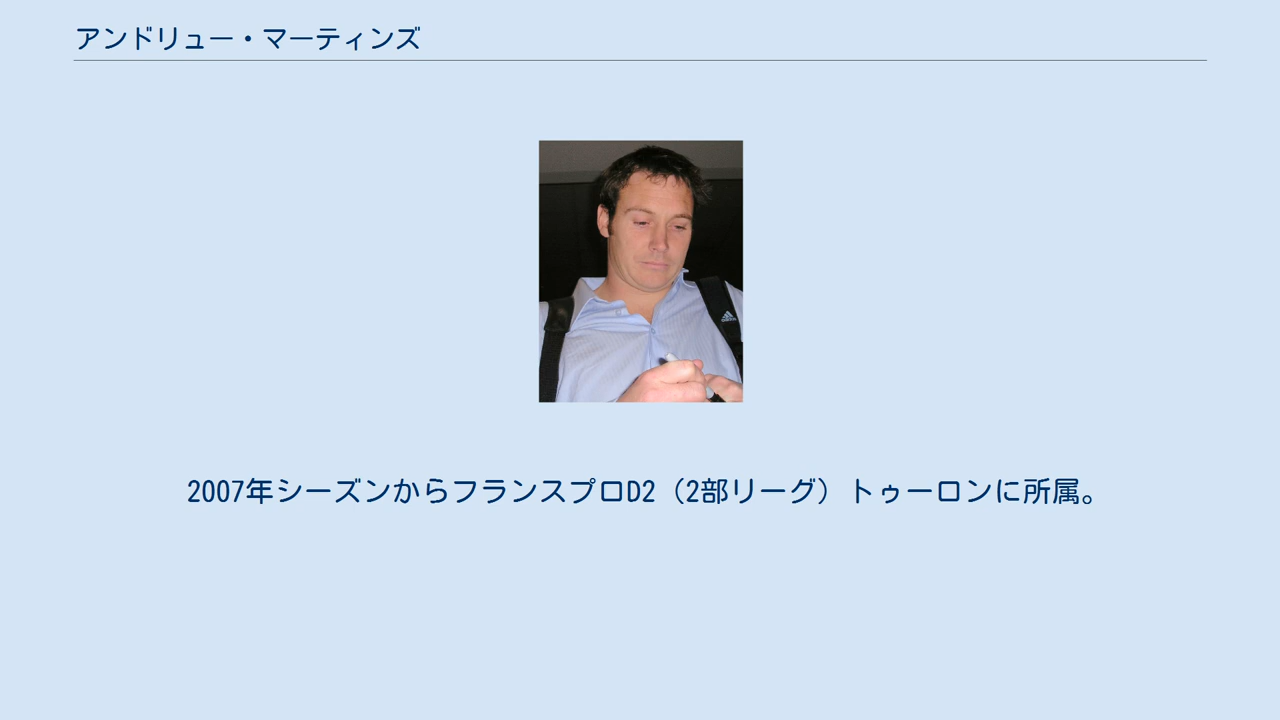 アンドリュー・マーティンズ
2007年シーズンからフランスプロD2（2部リーグ）トゥーロンに所属。